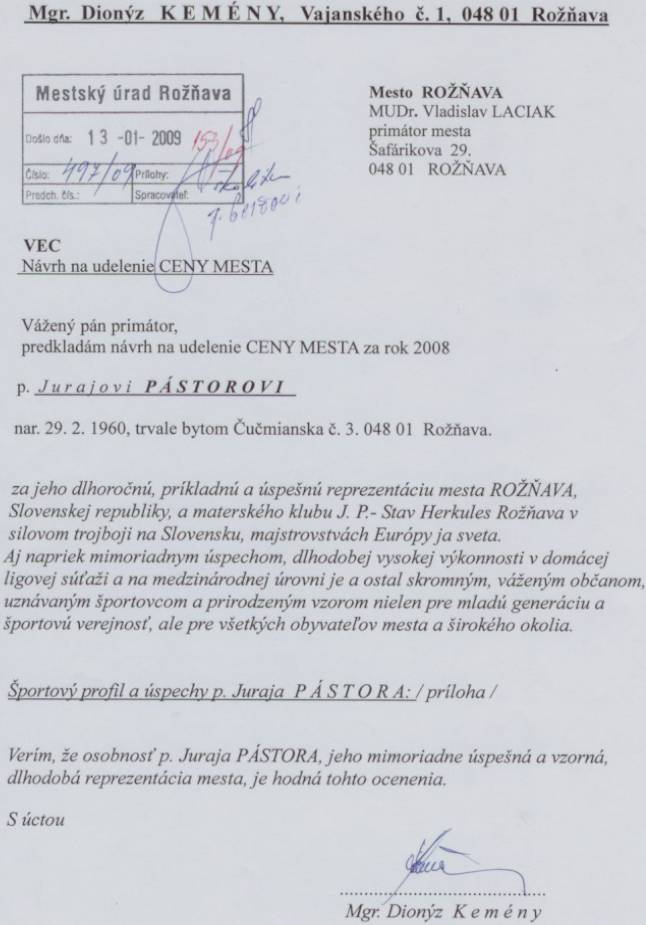 Mgr. Dionýz K E M É N Y, Vajanského č. 1, 048 01 Rožňava
Mestský úrad Rožňava
Došlo dňa: 13 -01- 2009 153/09
Číslo: 497/09 Prílohy:
Predch. čís.: Spracovateľ:
Mesto ROŽŇAVA
MUDr. Vladislav LACIAK
primátor mesta
Šafárikova 29.
048 01 ROŽŇAVA
VEC
Návrh na udelenie CENY MESTA
Vážený pán primátor,
predkladám návrh na udelenie CENY MESTA za rok 2008
p. J u r a j o v i P Á S T O R O V I
nar. 29. 2. 1960, trvale bytom Čučmianska č. 3. 048 01 Rožňava.
za jeho dlhoročnú, príkladnú a úspešnú reprezentáciu mesta ROŽŇAVA,
Slovenskej republiky, a materského klubu J. P.- Stav Herkules Rožňava v
silovom trojboji na Slovensku, majstrovstvách Európy ja sveta.
Aj napriek mimoriadnym úspechom, dlhodobej vysokej výkonnosti v domácej
ligovej súťaži a na medzinárodnej úrovni je a ostal skromným, váženým občanom,
uznávaným športovcom a prirodzeným vzorom nielen pre mladú generáciu a
športovú verejnosť, ale pre všetkých obyvateľov mesta a širokého okolia.
Športový profil a úspechy p. Juraja P Á S T O R A: / príloha /
Verím, že osobnosť p. Juraja PÁSTORA, jeho mimoriadne úspešná a vzorná,
dlhodobá reprezentácia mesta, je hodná tohto ocenenia.
S úctou
Mgr. Dionýz K e m é n y